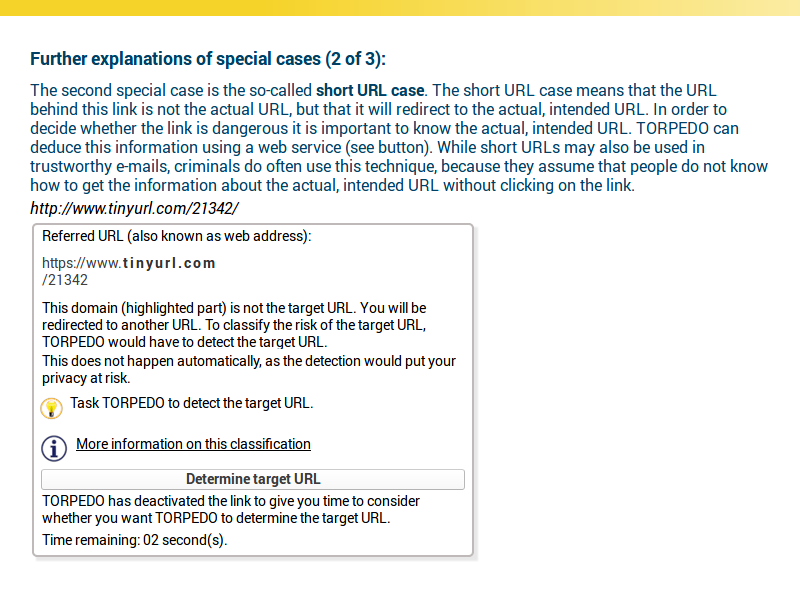 Further explanations of special cases (2 of 3):
The second special case is the so-called short URL case. The short URL case means that the URL
behind this link is not the actual URL, but that it will redirect to the actual, intended URL. In order to
decide whether the link is dangerous it is important to know the actual, intended URL. TORPEDO can
deduce this information using a web service (see button). While short URLs may also be used in
trustworthy e-mails, criminals do often use this technique, because they assume that people do not know
how to get the information about the actual, intended URL without clicking on the link.
http://www.tinyurl.com/21342/
Referred URL (also known as web address):
https://www.tinyurl.com
/21342
This domain (highlighted part) is not the target URL. You will be
redirected to another URL. To classify the risk of the target URL,
TORPEDO would have to detect the target URL.
This does not happen automatically, as the detection would put your
privacy at risk.
Task TORPEDO to detect the target URL.
More information on this classification
Determine target URL
TORPEDO has deactivated the link to give you time to consider
whether you want TORPEDO to determine the target URL.
Time remaining: 02 second(s).